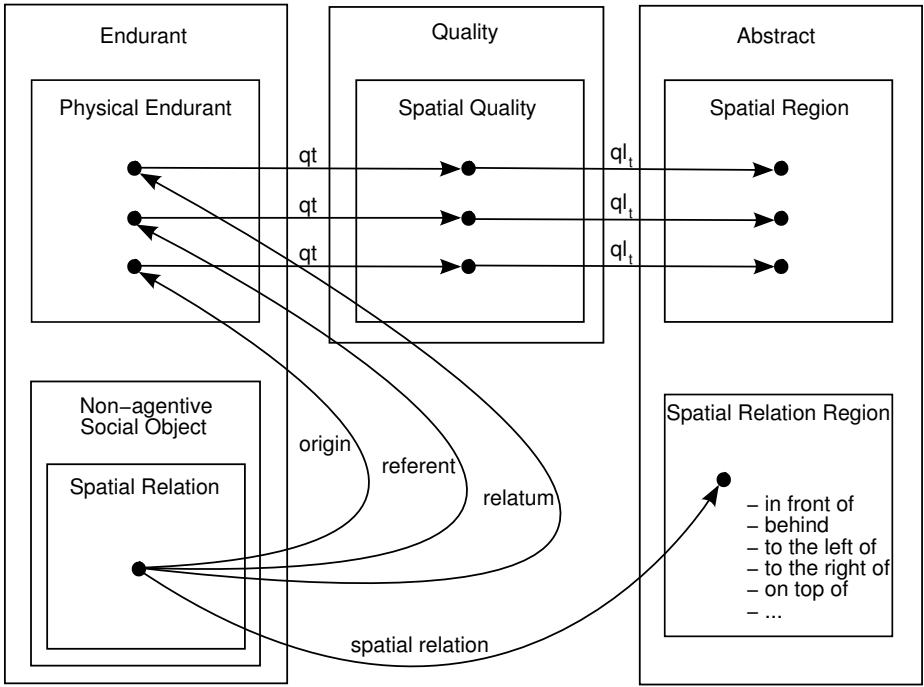 Endurant
Quality
Abstract
Physical Endurant
Spatial Quality
Spatial Region
qt
ql_t
qt
ql_t
qt
ql_t
Non−agentive
Social Object
Spatial Relation
origin
referent
relatum
spatial relation
Spatial Relation Region
− in front of
− behind
− to the left of
− to the right of
− on top of
− ...